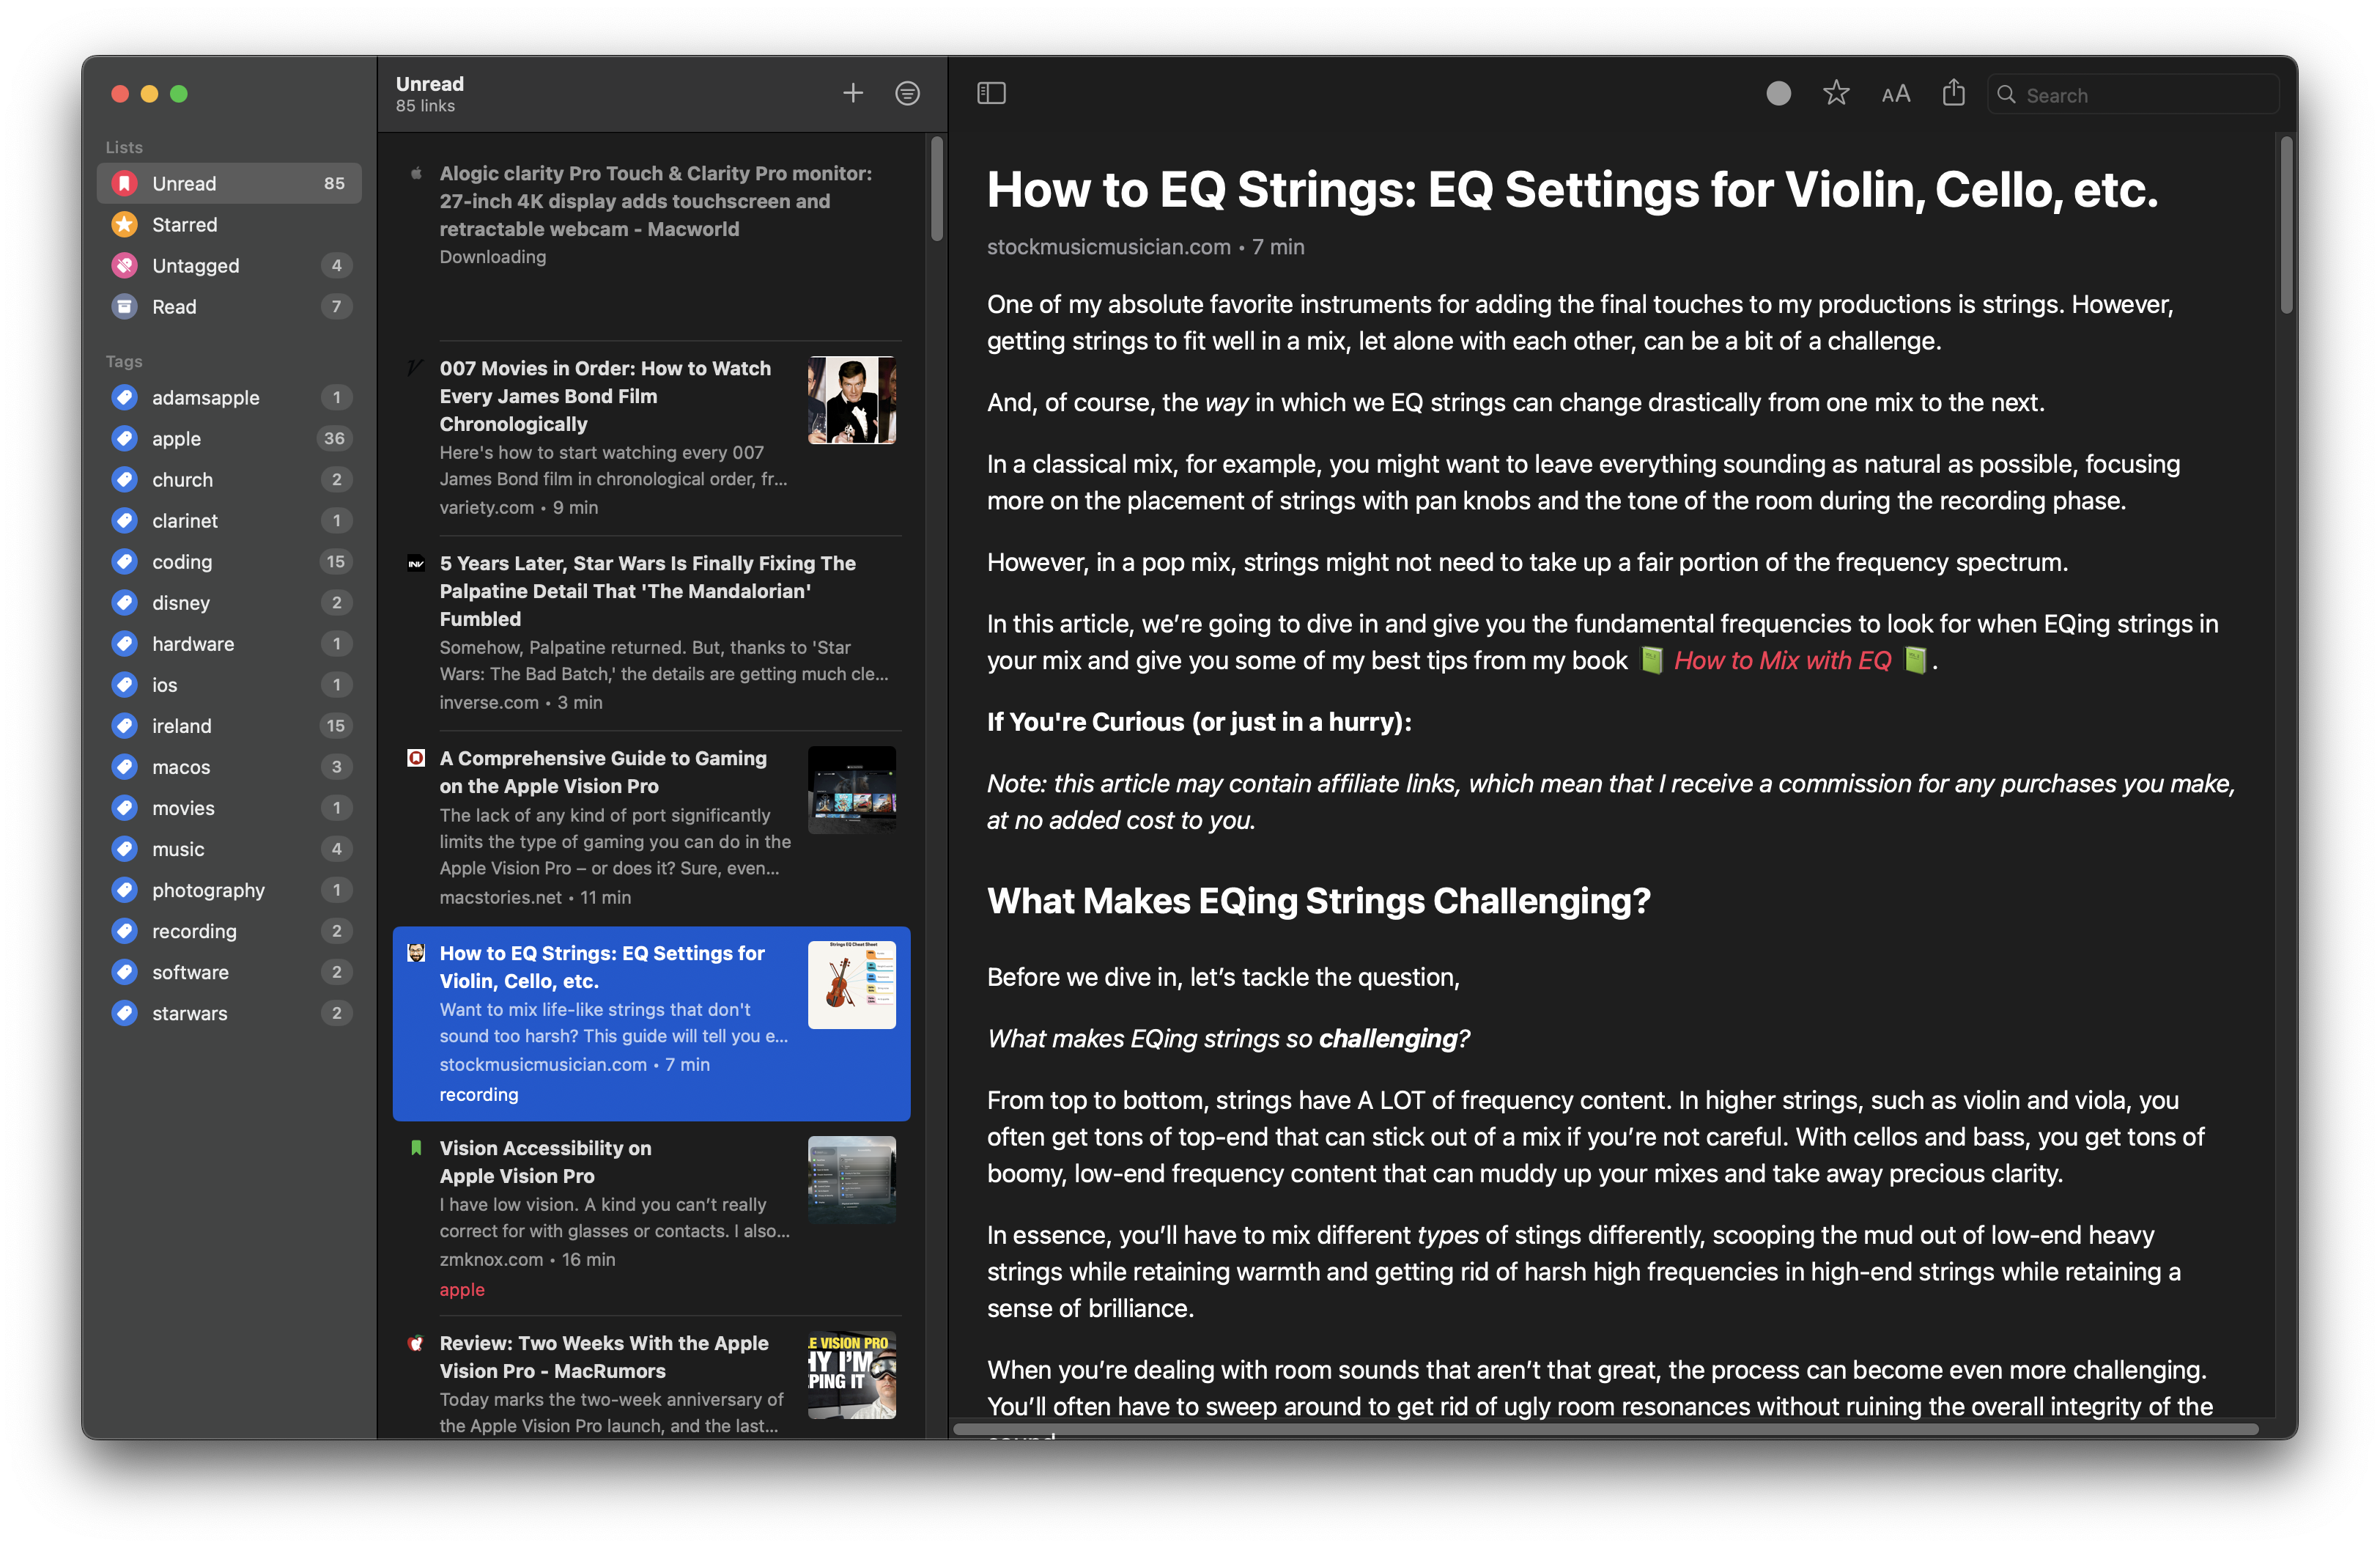 Lists
Unread 85
Starred
Untagged 4
Read 7
Tags
adamsapple 1
apple 36
church 2
clarinet 1
coding 15
disney 2
hardware 1
ios 1
ireland 15
macos 3
movies 1
music 4
photography 1
recording 2
software 2
starwars 2
Unread
85 links
Alogic clarity Pro Touch & Clarity Pro monitor:
27-inch 4K display adds touchscreen and
retractable webcam - Macworld
Downloading
007 Movies in Order: How to Watch
Every James Bond Film
Chronologically
Here's how to start watching every 007
James Bond film in chronological order, fr...
variety.com • 9 min
INV
5 Years Later, Star Wars Is Finally Fixing The
Palpatine Detail That 'The Mandalorian'
Fumbled
Somehow, Palpatine returned. But, thanks to 'Star
Wars: The Bad Batch,' the details are getting much cle...
inverse.com • 3 min
A Comprehensive Guide to Gaming
on the Apple Vision Pro
The lack of any kind of port significantly
limits the type of gaming you can do in the
Apple Vision Pro – or does it? Sure, even...
macstories.net • 11 min
How to EQ Strings: EQ Settings for
Violin, Cello, etc.
Want to mix life-like strings that don't
sound too harsh? This guide will tell you e...
stockmusicmusician.com • 7 min
recording
Strings EQ Cheat Sheet
Vision Accessibility on
Apple Vision Pro
I have low vision. A kind you can’t really
correct for with glasses or contacts. I also...
zmknox.com • 16 min
apple
Review: Two Weeks With the Apple
Vision Pro - MacRumors
Today marks the two-week anniversary of
the Apple Vision Pro launch, and the last...
LE VISION PRO
HY I'M
PING IT
AA
Search
How to EQ Strings: EQ Settings for Violin, Cello, etc.
stockmusicmusician.com • 7 min
One of my absolute favorite instruments for adding the final touches to my productions is strings. However,
getting strings to fit well in a mix, let alone with each other, can be a bit of a challenge.
And, of course, the way in which we EQ strings can change drastically from one mix to the next.
In a classical mix, for example, you might want to leave everything sounding as natural as possible, focusing
more on the placement of strings with pan knobs and the tone of the room during the recording phase.
However, in a pop mix, strings might not need to take up a fair portion of the frequency spectrum.
In this article, we’re going to dive in and give you the fundamental frequencies to look for when EQing strings in
your mix and give you some of my best tips from my book 📗 How to Mix with EQ 📗.
If You're Curious (or just in a hurry):
Note: this article may contain affiliate links, which mean that I receive a commission for any purchases you make,
at no added cost to you.
What Makes EQing Strings Challenging?
Before we dive in, let’s tackle the question,
What makes EQing strings so challenging?
From top to bottom, strings have A LOT of frequency content. In higher strings, such as violin and viola, you
often get tons of top-end that can stick out of a mix if you’re not careful. With cellos and bass, you get tons of
boomy, low-end frequency content that can muddy up your mixes and take away precious clarity.
In essence, you’ll have to mix different types of stings differently, scooping the mud out of low-end heavy
strings while retaining warmth and getting rid of harsh high frequencies in high-end strings while retaining a
sense of brilliance.
When you’re dealing with room sounds that aren’t that great, the process can become even more challenging.
You’ll often have to sweep around to get rid of ugly room resonances without ruining the overall integrity of the